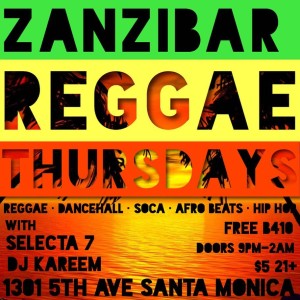 ZANZIBAR
REGGAE
THURSDAYS
REGGAE · DANCEHALL · SOCA · AFRO BEATS · HIP HOP
WITH
SELECTA 7
DJ KAREEM
FREE B410
DOORS 9PM-2AM
$5 21+
1301 5TH AVE SANTA MONICA